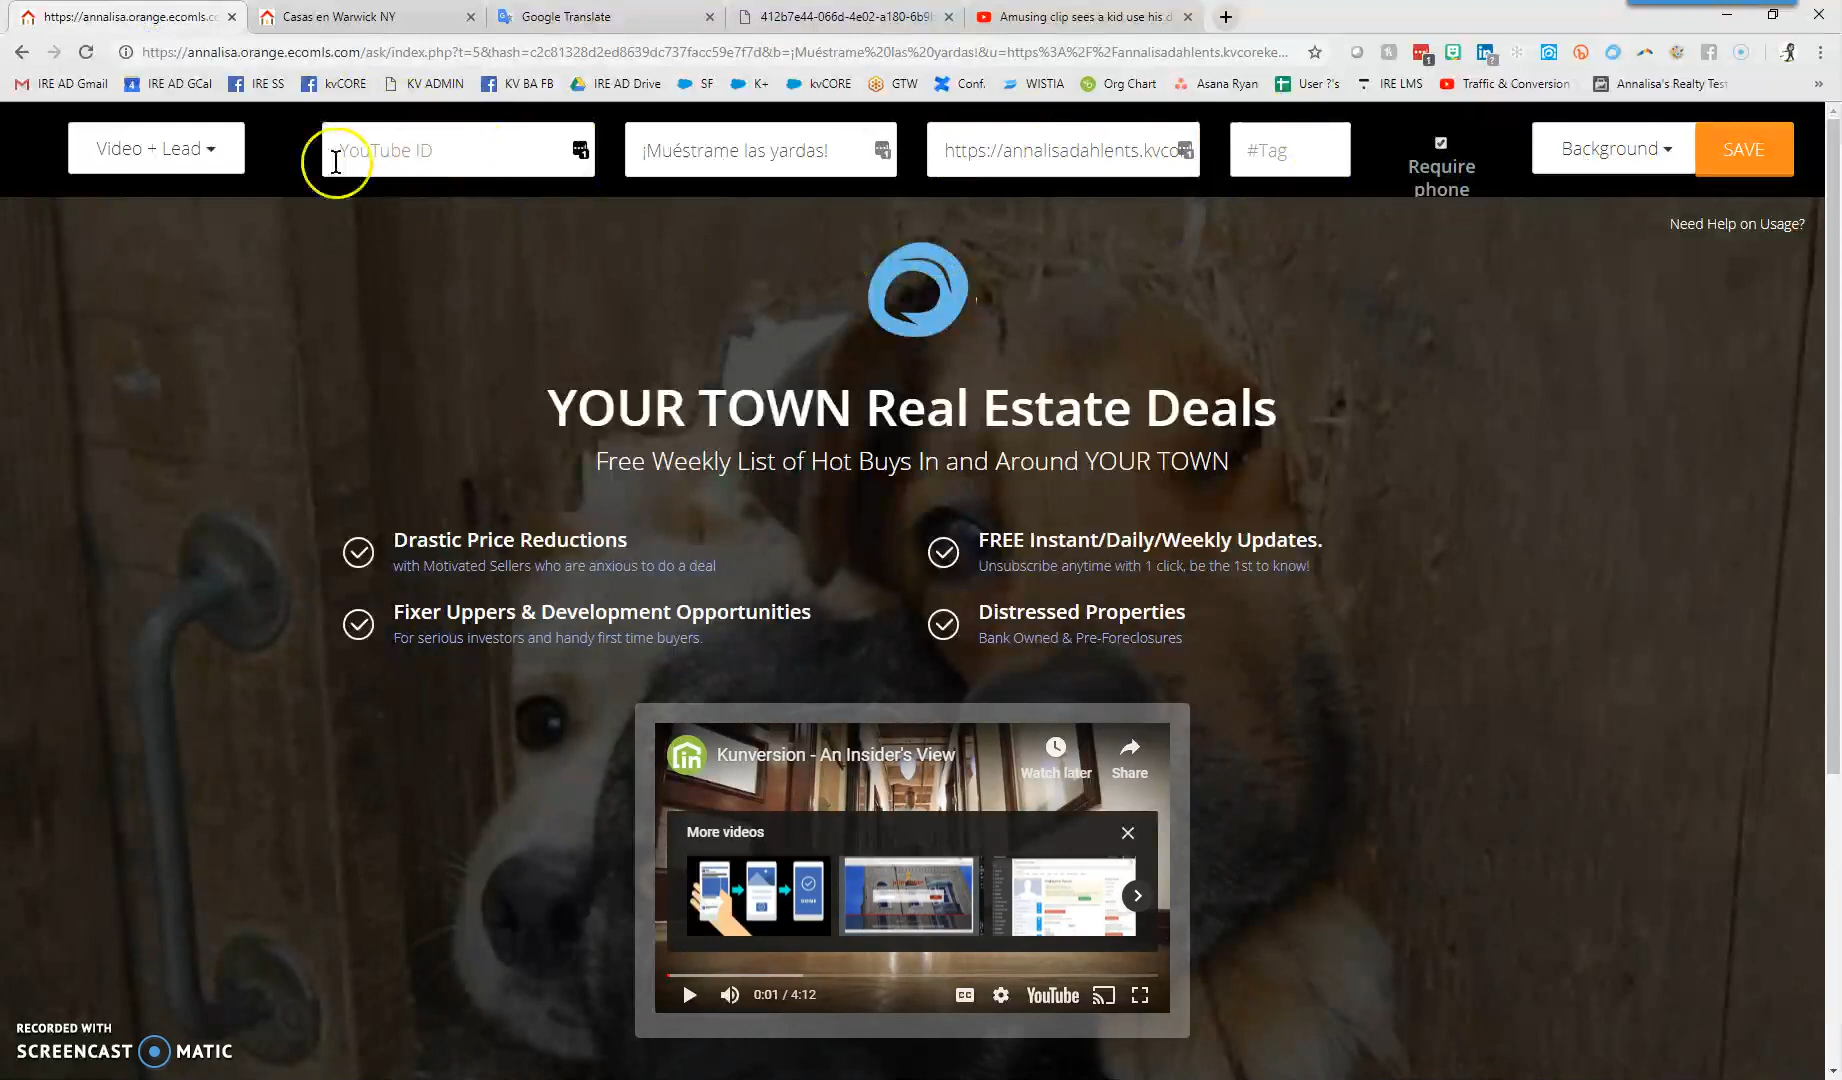 https://annalisa.orange.ecomls.cc
Casas en Warwick NY
Google Translate
412b7e44-066d-4e02-a180-6b9
Amusing clip sees a kid use his d
https://annalisa.orange.ecomls.com/ask/index.php?t=5&hash=c2c81328d2ed8639dc737facc59e7f7d&b=¡Muéstrame%20las%20yardas!&u=https%3A%2F%2Fannalisadahlents.kvcoreke...
IRE AD Gmail
IRE AD GCal
IRE SS
kvCORE
KV ADMIN
KV BA FB
IRE AD Drive
SF
K+
kvCORE
GTW
Conf.
WISTIA
Org Chart
Asana Ryan
User ?'s
IRE LMS
Traffic & Conversion
Annalisa's Realty Test
Video + Lead
YouTube ID
¡Muéstrame las yardas!
https://annalisadahlents.kvco
#Tag
Require
phone
Background
SAVE
Need Help on Usage?
YOUR TOWN Real Estate Deals
Free Weekly List of Hot Buys In and Around YOUR TOWN
Drastic Price Reductions
with Motivated Sellers who are anxious to do a deal
FREE Instant/Daily/Weekly Updates.
Unsubscribe anytime with 1 click, be the 1st to know!
Fixer Uppers & Development Opportunities
For serious investors and handy first time buyers.
Distressed Properties
Bank Owned & Pre-Foreclosures
Kunversion - An Insider's View
Watch later
Share
More videos
0:01 / 4:12
CC
YouTube
RECORDED WITH
SCREENCAST MATIC